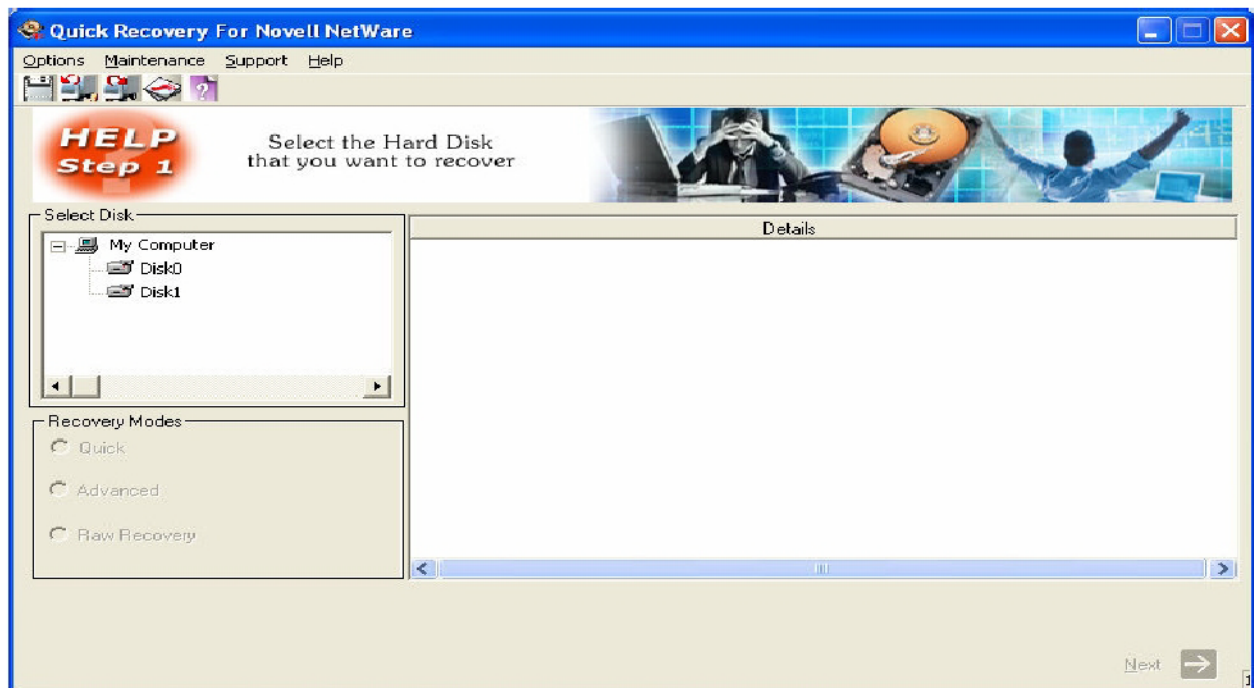 Quick Recovery For Novell NetWare
Options Maintenance Support Help
HELP
Step 1
Select the Hard Disk
that you want to recover
Select Disk
My Computer
Disk0
Disk1
Details
Recovery Modes
Quick
Advanced
Raw Recovery
Next